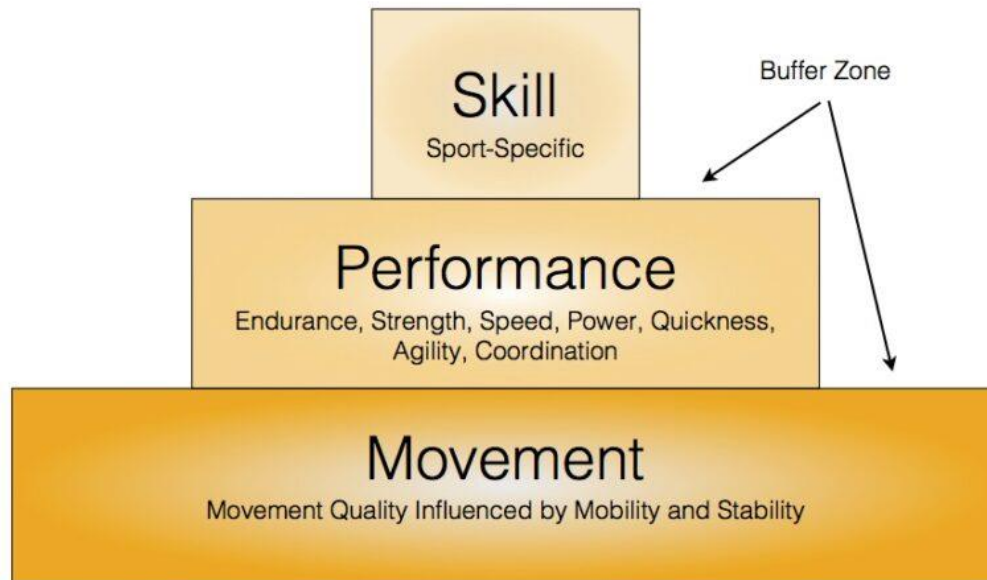 Skill
Sport-Specific
Buffer Zone
Performance
Endurance, Strength, Speed, Power, Quickness,
Agility, Coordination
Movement
Movement Quality Influenced by Mobility and Stability